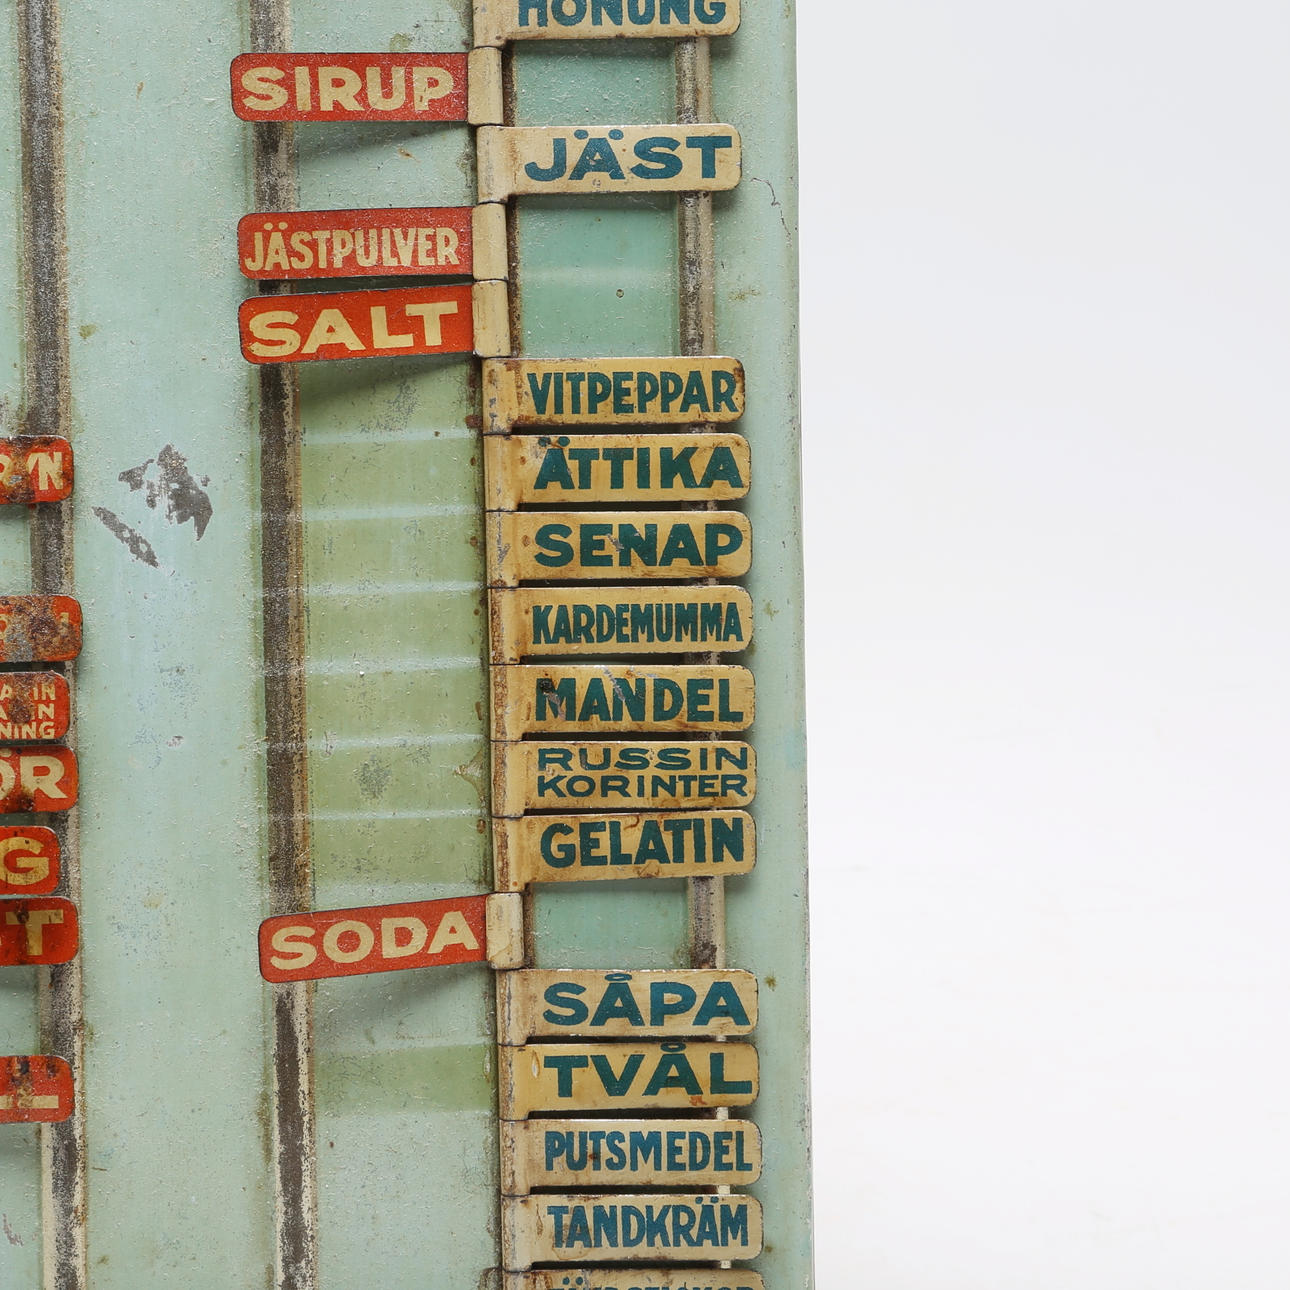 HONUNG
SIRUP
JÄST
JÄSTPULVER
SALT
VITPEPPAR
ÄTTIKA
SENAP
KARDEMUMMA
MANDEL
RUSSIN
KORINTER
GELATIN
SODA
SÅPA
TVÅL
PUTSMEDEL
TANDKRÄM